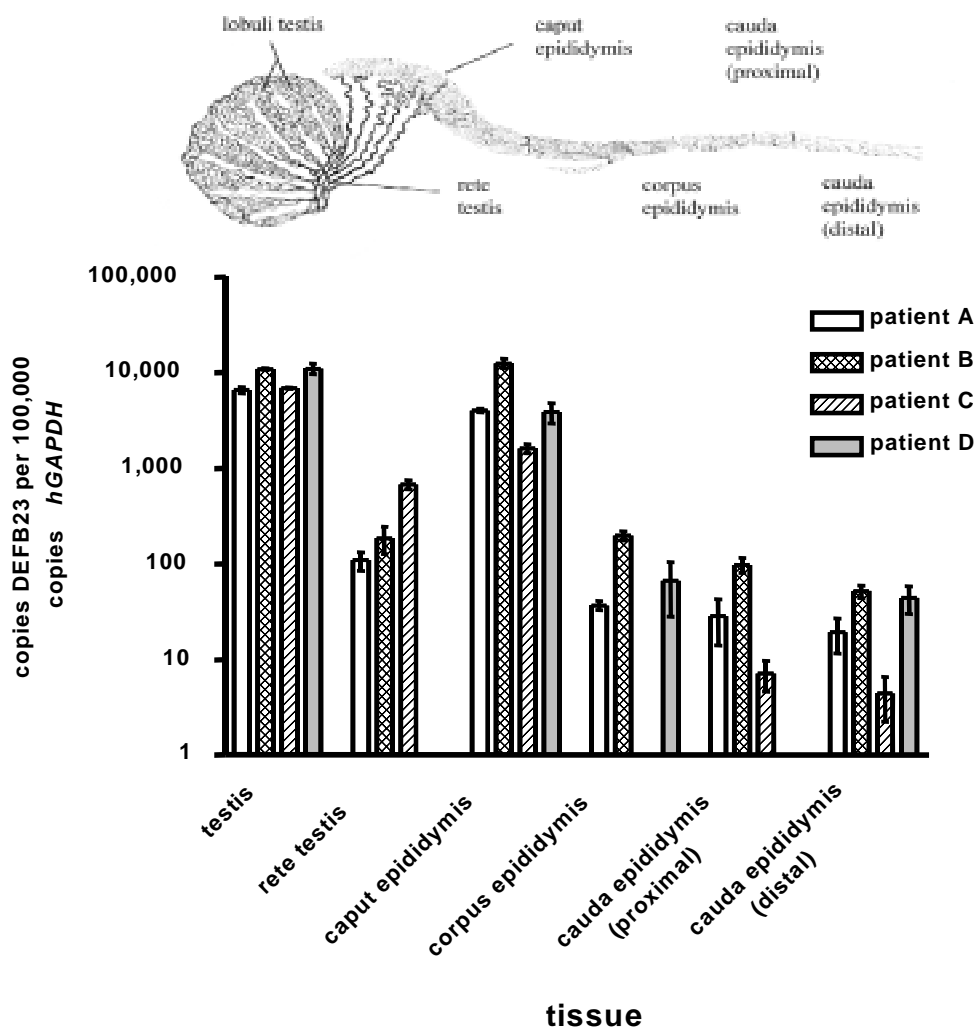 lobuli testis
caput
epididymis
cauda
epididymis
(proximal)
rete
testis
corpus
epididymis
cauda
epididymis
(distal)
100,000
10,000
1,000
100
10
1
copies DEFB23 per 100,000
copies hGAPDH
patient A
patient B
patient C
patient D
testis
rete testis
caput epididymis
corpus epididymis
cauda epididymis
(proximal)
cauda epididymis
(distal)
tissue